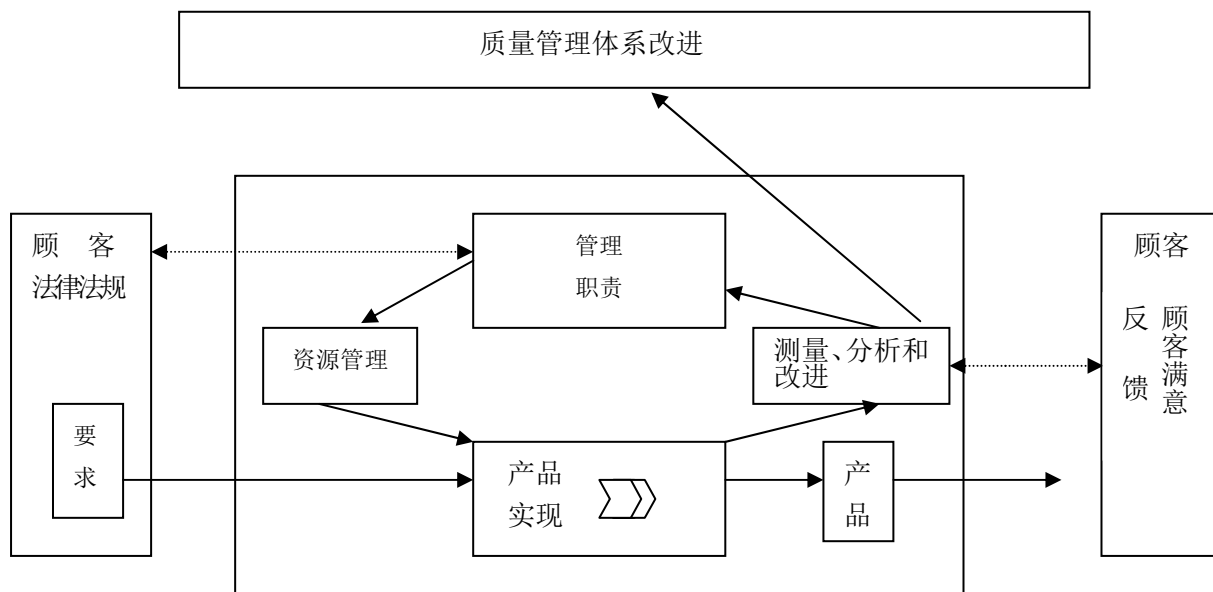 质量管理体系改进
顾 客
法律法规
管理
职责
顾客
反馈
顾客满意
资源管理
测量、分析和
改进
要
求
产品
实现
产
品